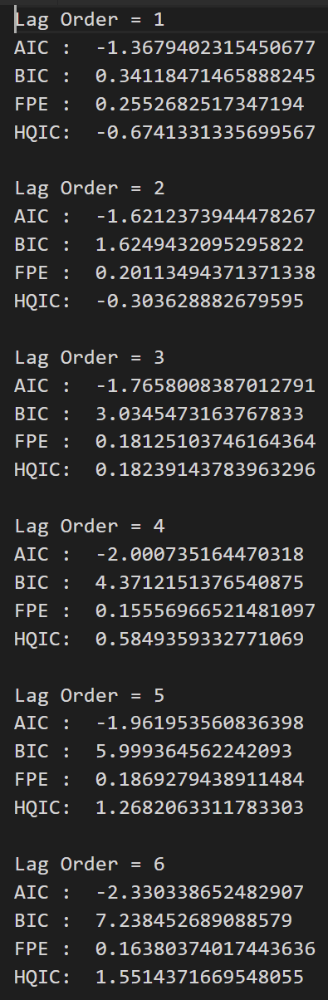 Lag Order = 1
AIC :  -1.3679402315450677
BIC :  0.34118471465888245
FPE :  0.2552682517347194
HQIC:  -0.6741331335699567
Lag Order = 2
AIC :  -1.6212373944478267
BIC :  1.6249432095295822
FPE :  0.20113494371371338
HQIC:  -0.303628882679595
Lag Order = 3
AIC :  -1.7658008387012791
BIC :  3.0345473163767833
FPE :  0.18125103746164364
HQIC:  0.18239143783963296
Lag Order = 4
AIC :  -2.000735164470318
BIC :  4.3712151376540875
FPE :  0.15556966521481097
HQIC:  0.5849359332771069
Lag Order = 5
AIC :  -1.961953560836398
BIC :  5.999364562242093
FPE :  0.1869279438911484
HQIC:  1.2682063311783303
Lag Order = 6
AIC :  -2.330338652482907
BIC :  7.238452689088579
FPE :  0.16380374017443636
HQIC:  1.5514371669548055